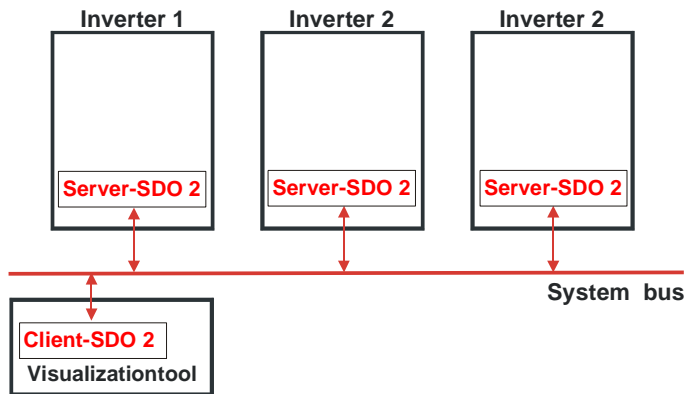 Inverter 1
Inverter 2
Inverter 2
Server-SDO 2
Server-SDO 2
Server-SDO 2
System bus
Client-SDO 2
Visualizationtool